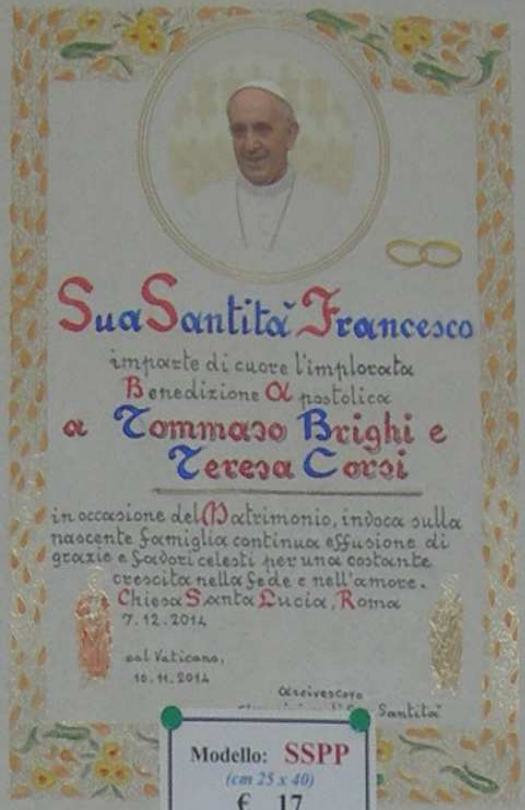 Sua Santità Francesco
imparte di cuore l'implorata
Benedizione Apostolica
a Tommaso Brighi e
Teresa Corsi
in occasione del Matrimonio, invoca sulla
nascente famiglia continua effusione di
grazie e favori celesti per una costante
crescita nella fede e nell'amore.
Chiesa Santa Lucia, Roma
7.12.2014
dal Vaticano,
10.11.2014
Arcivescovo
di Sua Santità
Modello: SSPP
(cm 25 x 40)
€ 17